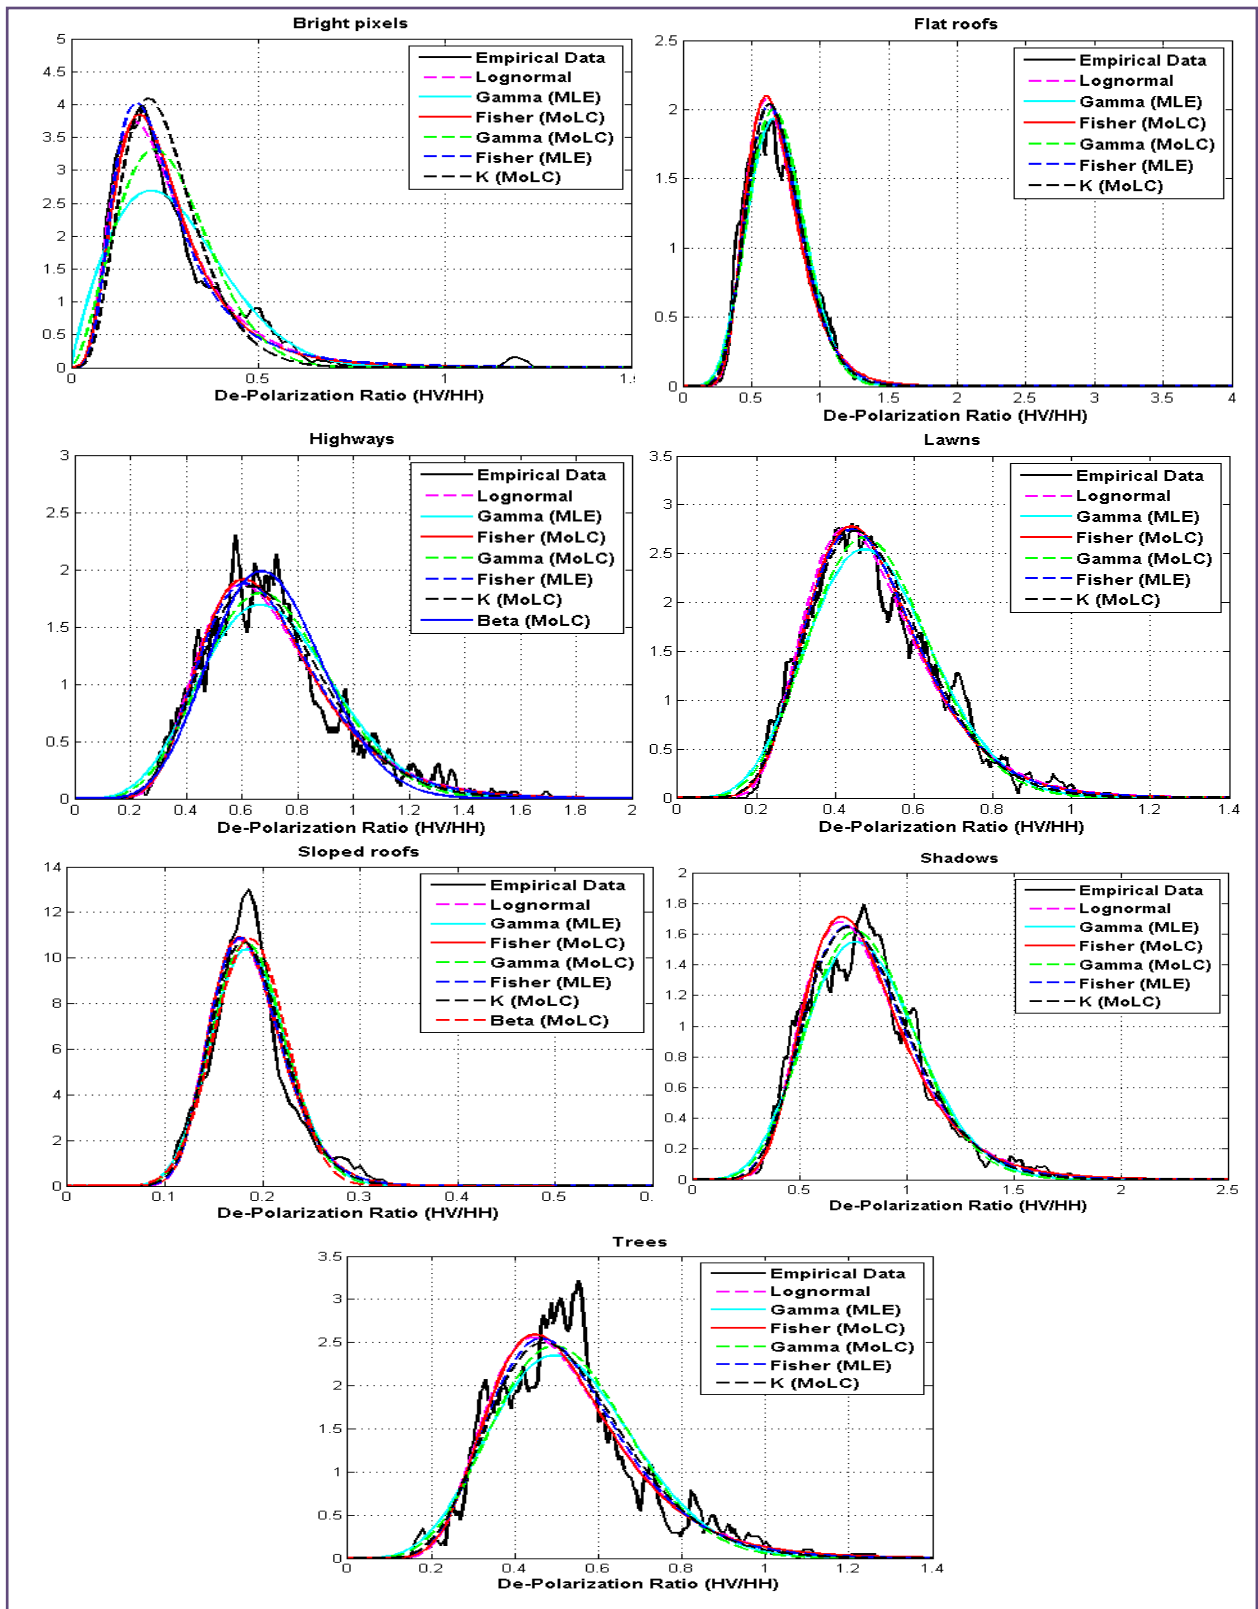 Bright pixels
5
4.5
4
3.5
3
2.5
2
1.5
1
0.5
0
0
0.5
1
1.
De-Polarization Ratio (HV/HH)
Empirical Data
Lognormal
Gamma (MLE)
Fisher (MoLC)
Gamma (MoLC)
Fisher (MLE)
K (MoLC)
Flat roofs
2.5
2
1.5
1
0.5
0
0
0.5
1
1.5
2
2.5
3
3.5
4
De-Polarization Ratio (HV/HH)
Empirical Data
Lognormal
Gamma (MLE)
Fisher (MoLC)
Gamma (MoLC)
Fisher (MLE)
K (MoLC)
Highways
3
2.5
2
1.5
1
0.5
0
0
0.2
0.4
0.6
0.8
1
1.2
1.4
1.6
1.8
2
De-Polarization Ratio (HV/HH)
Empirical Data
Lognormal
Gamma (MLE)
Fisher (MoLC)
Gamma (MoLC)
Fisher (MLE)
K (MoLC)
Beta (MoLC)
Lawns
3.5
3
2.5
2
1.5
1
0.5
0
0
0.2
0.4
0.6
0.8
1
1.2
1.4
De-Polarization Ratio (HV/HH)
Empirical Data
Lognormal
Gamma (MLE)
Fisher (MoLC)
Gamma (MoLC)
Fisher (MLE)
K (MoLC)
Sloped roofs
14
12
10
8
6
4
2
0
0
0.1
0.2
0.3
0.4
0.5
De-Polarization Ratio (HV/HH)
Empirical Data
Lognormal
Gamma (MLE)
Fisher (MoLC)
Gamma (MoLC)
Fisher (MLE)
K (MoLC)
Beta (MoLC)
Shadows
2
1.8
1.6
1.4
1.2
1
0.8
0.6
0.4
0.2
0
0
0.5
1
1.5
2
2.5
De-Polarization Ratio (HV/HH)
Empirical Data
Lognormal
Gamma (MLE)
Fisher (MoLC)
Gamma (MoLC)
Fisher (MLE)
K (MoLC)
Trees
3.5
3
2.5
2
1.5
1
0.5
0
0
0.2
0.4
0.6
0.8
1
1.2
1.4
De-Polarization Ratio (HV/HH)
Empirical Data
Lognormal
Gamma (MLE)
Fisher (MoLC)
Gamma (MoLC)
Fisher (MLE)
K (MoLC)